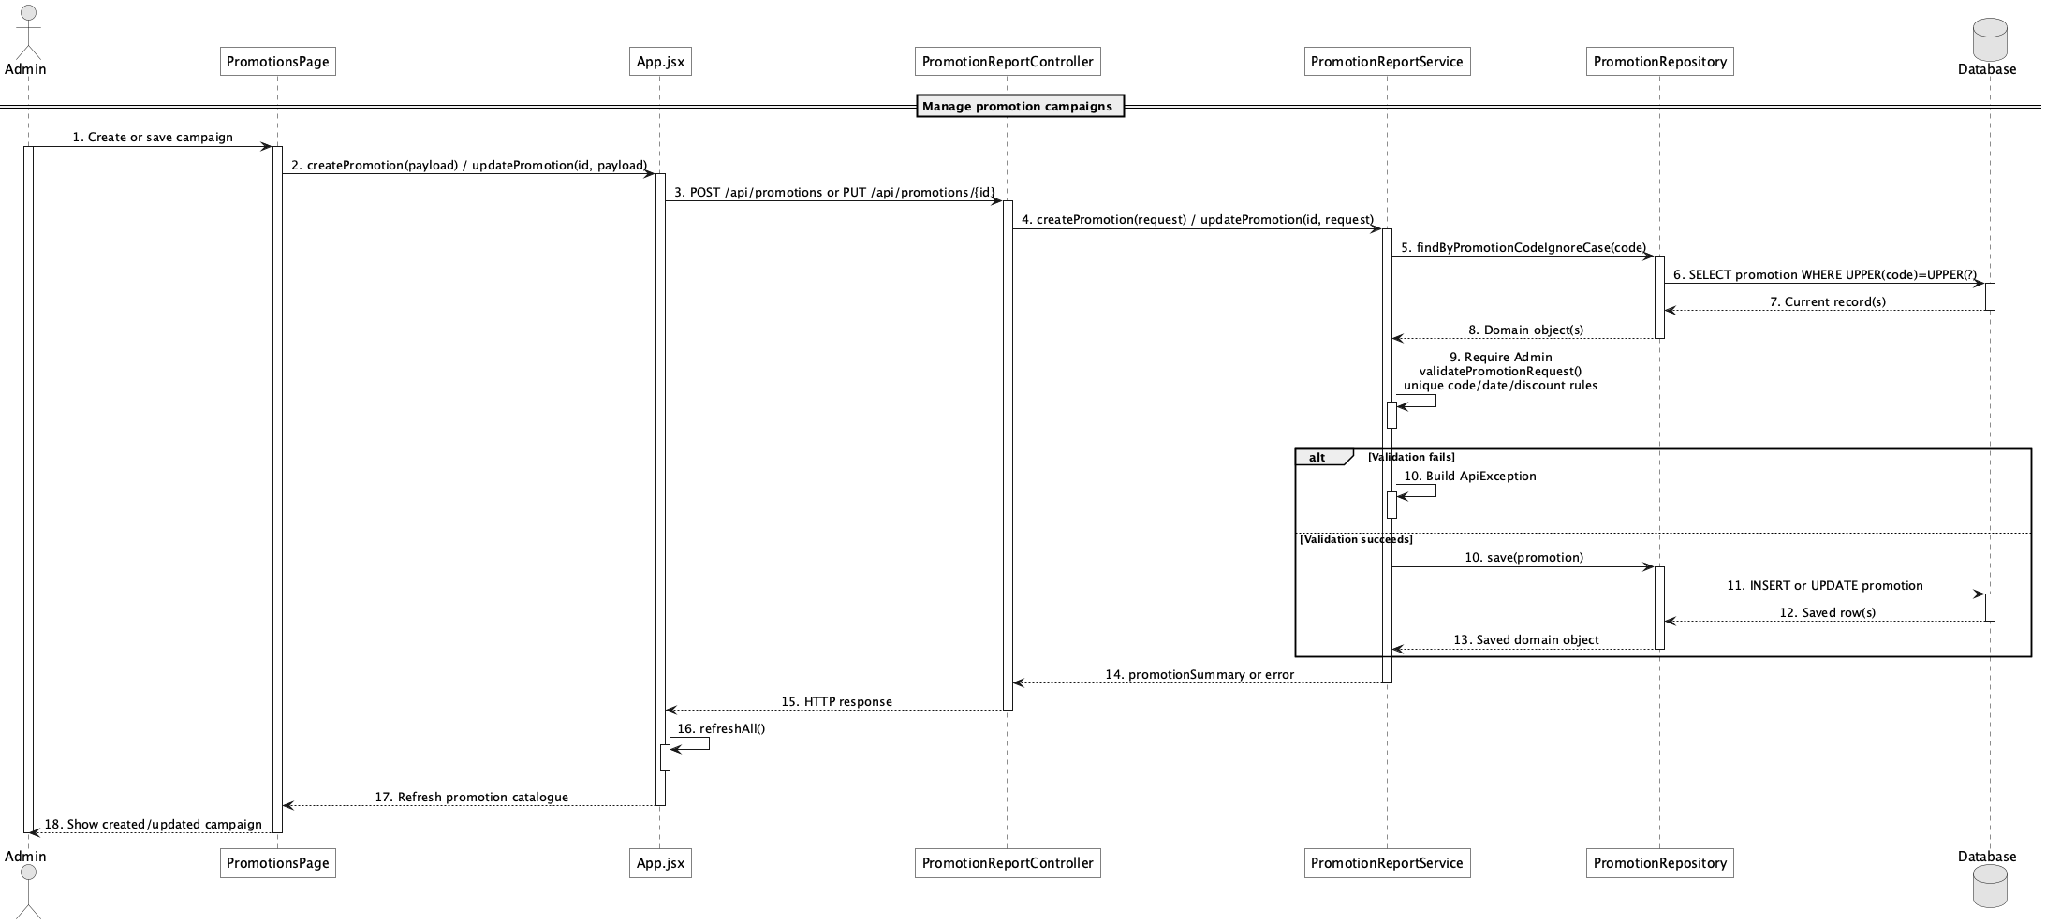 Admin
PromotionsPage
App.jsx
PromotionReportController
PromotionReportService
PromotionRepository
Database
Manage promotion campaigns
1. Create or save campaign
2. createPromotion(payload) / updatePromotion(id, payload)
3. POST /api/promotions or PUT /api/promotions/{id}
4. createPromotion(request) / updatePromotion(id, request)
5. findByPromotionCodeIgnoreCase(code)
6. SELECT promotion WHERE UPPER(code)=UPPER(?)
7. Current record(s)
8. Domain object(s)
9. Require Admin
validatePromotionRequest()
unique code/date/discount rules
alt
[Validation fails]
10. Build ApiException
[Validation succeeds]
10. save(promotion)
11. INSERT or UPDATE promotion
12. Saved row(s)
13. Saved domain object
14. promotionSummary or error
15. HTTP response
16. refreshAll()
17. Refresh promotion catalogue
18. Show created/updated campaign
Admin
PromotionsPage
App.jsx
PromotionReportController
PromotionReportService
PromotionRepository
Database